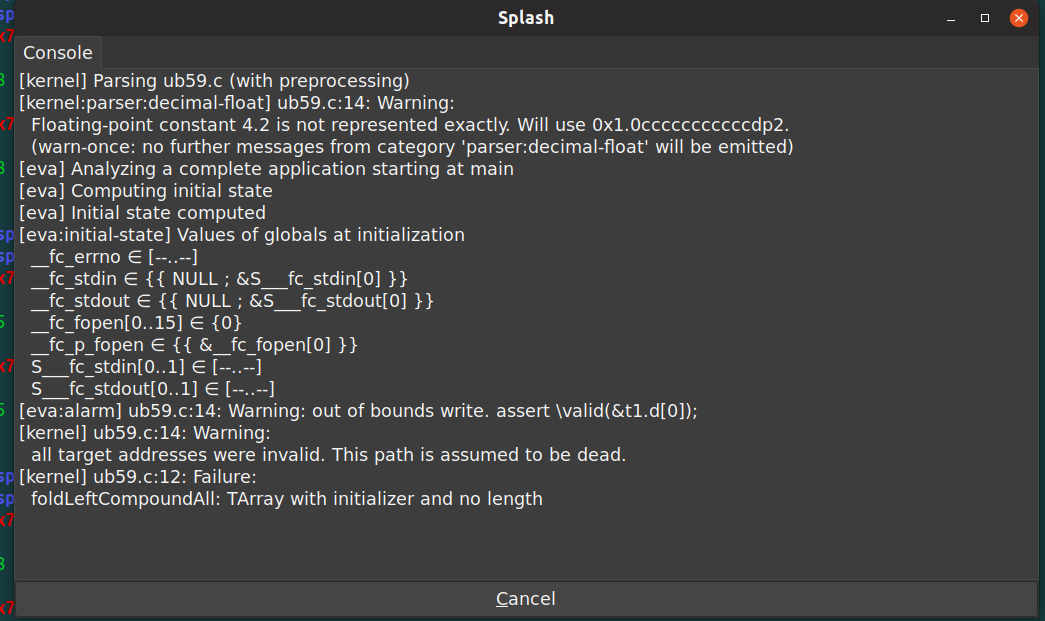 Splash
Console
[kernel] Parsing ub59.c (with preprocessing)
[kernel:parser:decimal-float] ub59.c:14: Warning:
Floating-point constant 4.2 is not represented exactly. Will use 0x1.0cccccccccccdp2.
(warn-once: no further messages from category 'parser:decimal-float' will be emitted)
[eva] Analyzing a complete application starting at main
[eva] Computing initial state
[eva] Initial state computed
[eva:initial-state] Values of globals at initialization
__fc_errno ∈ [--..--]
__fc_stdin ∈ {{ NULL ; &S___fc_stdin[0] }}
__fc_stdout ∈ {{ NULL ; &S___fc_stdout[0] }}
__fc_fopen[0..15] ∈ {0}
__fc_p_fopen ∈ {{ &__fc_fopen[0] }}
S___fc_stdin[0..1] ∈ [--..--]
S___fc_stdout[0..1] ∈ [--..--]
[eva:alarm] ub59.c:14: Warning: out of bounds write. assert \valid(&t1.d[0]);
[kernel] ub59.c:14: Warning:
all target addresses were invalid. This path is assumed to be dead.
[kernel] ub59.c:12: Failure:
foldLeftCompoundAll: TArray with initializer and no length
Cancel